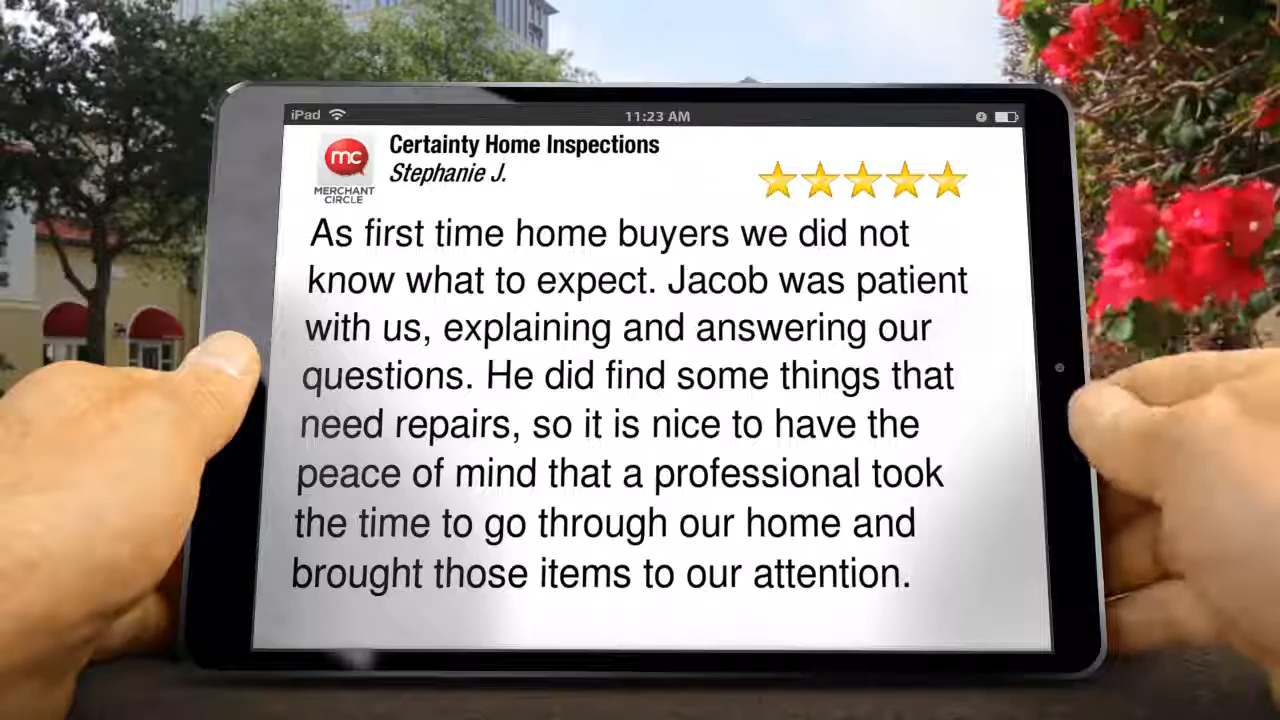 iPad
11:23 AM
mc
MERCHANT
CIRCLE
Certainty Home Inspections
Stephanie J.
As first time home buyers we did not
know what to expect. Jacob was patient
with us, explaining and answering our
questions. He did find some things that
need repairs, so it is nice to have the
peace of mind that a professional took
the time to go through our home and
brought those items to our attention.